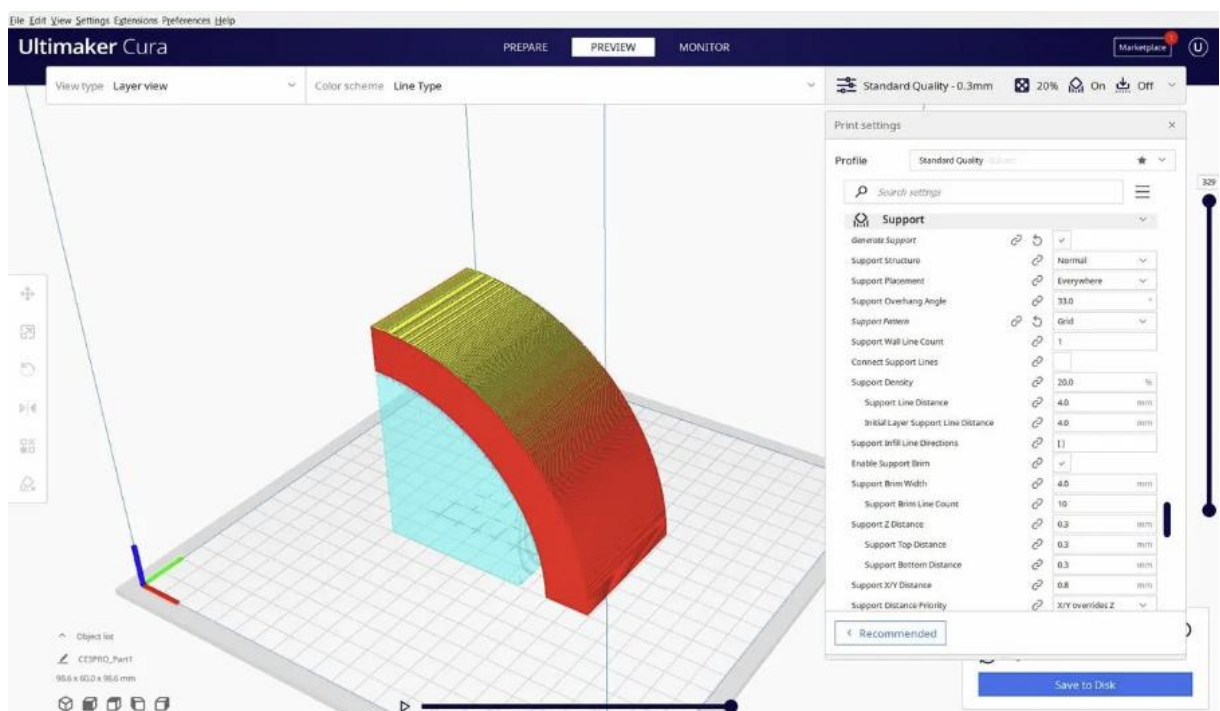 File Edit View Settings Extensions Preferences Help
Ultimaker Cura
PREPARE PREVIEW MONITOR
Marketplace 1 U
View type Layer view
Color scheme Line Type
Standard Quality - 0.3mm 20% On Off
Print settings
Profile Standard Quality
Search settings
Support
Generate Support
Support Structure Normal
Support Placement Everywhere
Support Overhang Angle 33.0 °
Support Pattern Grid
Support Wall Line Count 1
Connect Support Lines
Support Density 20.0 %
Support Line Distance 4.0 mm
Initial Layer Support Line Distance 4.0 mm
Support Infill Line Directions []
Enable Support Brim
Support Brim Width 4.0 mm
Support Brim Line Count 10
Support Z Distance 0.3 mm
Support Top Distance 0.3 mm
Support Bottom Distance 0.3 mm
Support X/Y Distance 0.8 mm
Support Distance Priority X/Y overrides Z
Recommended
329
Object list
CE3PRO_Part1
98.6 x 60.0 x 98.6 mm
Save to Disk